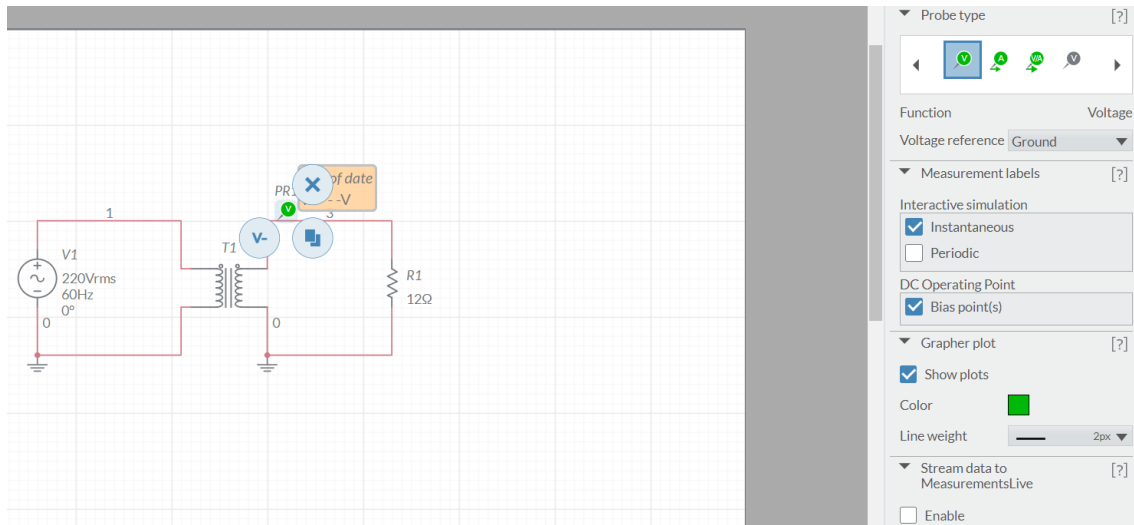 Probe type [?]
V A V/A V
Function Voltage
Voltage reference Ground
Measurement labels [?]
Interactive simulation
Instantaneous
Periodic
DC Operating Point
Bias point(s)
Grapher plot [?]
Show plots
Color
Line weight 2px
Stream data to [?]
MeasurementsLive
Enable
of date
PR
V
-V
1
3
V-
T1
V1
220Vrms
60Hz
0°
0
R1
12Ω
0